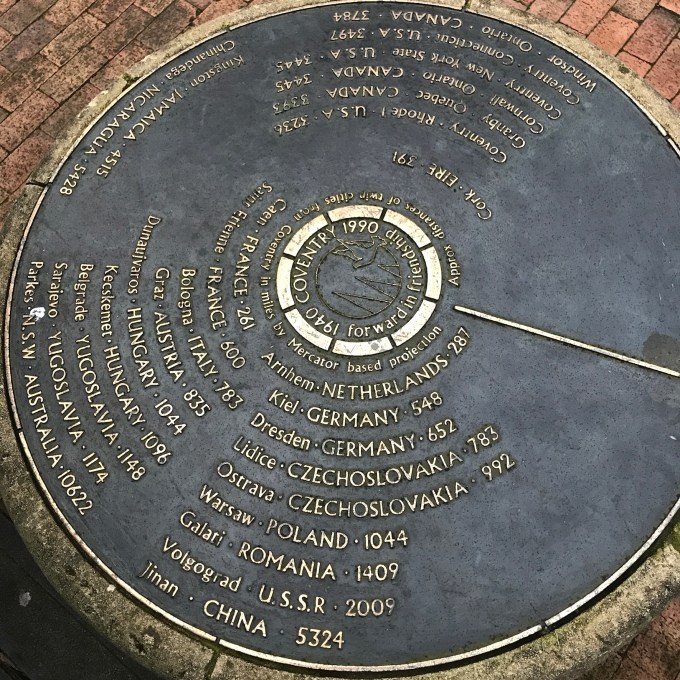 COVENTRY 1990
1940 forward in friendship
Approx distances of twin cities from Coventry in miles by Mercator based projection
Arnhem · NETHERLANDS 287
Kiel · GERMANY · 548
Dresden · GERMANY · 652
Lidice · CZECHOSLOVAKIA · 783
Ostrava · CZECHOSLOVAKIA · 992
Warsaw · POLAND · 1044
Galari · ROMANIA · 1409
Volgograd · U.S.S.R · 2009
Jinan · CHINA · 5324
Caen · FRANCE · 261
Saint Etienne · FRANCE · 600
Bologna · ITALY · 783
Graz · AUSTRIA · 835
Dunaujvaros · HUNGARY · 1044
Kecskemet HUNGARY · 1096
Belgrade · YUGOSLAVIA · 1148
Sarajevo · YUGOSLAVIA · 1174
Parkes · N.S.W · AUSTRALIA · 10622
Kingston · JAMAICA · 4515
Chinandega · NICARAGUA · 5428
Cork · EIRE · 391
Coventry · Rhode I · U.S.A · 3236
Granby · Quebec · CANADA · 3393
Cornwall · Ontario · CANADA · 3445
Coventry · New York State · U.S.A · 3445
Coventry · Connecticut · U.S.A · 3497
Windsor · Ontario · CANADA · 3784